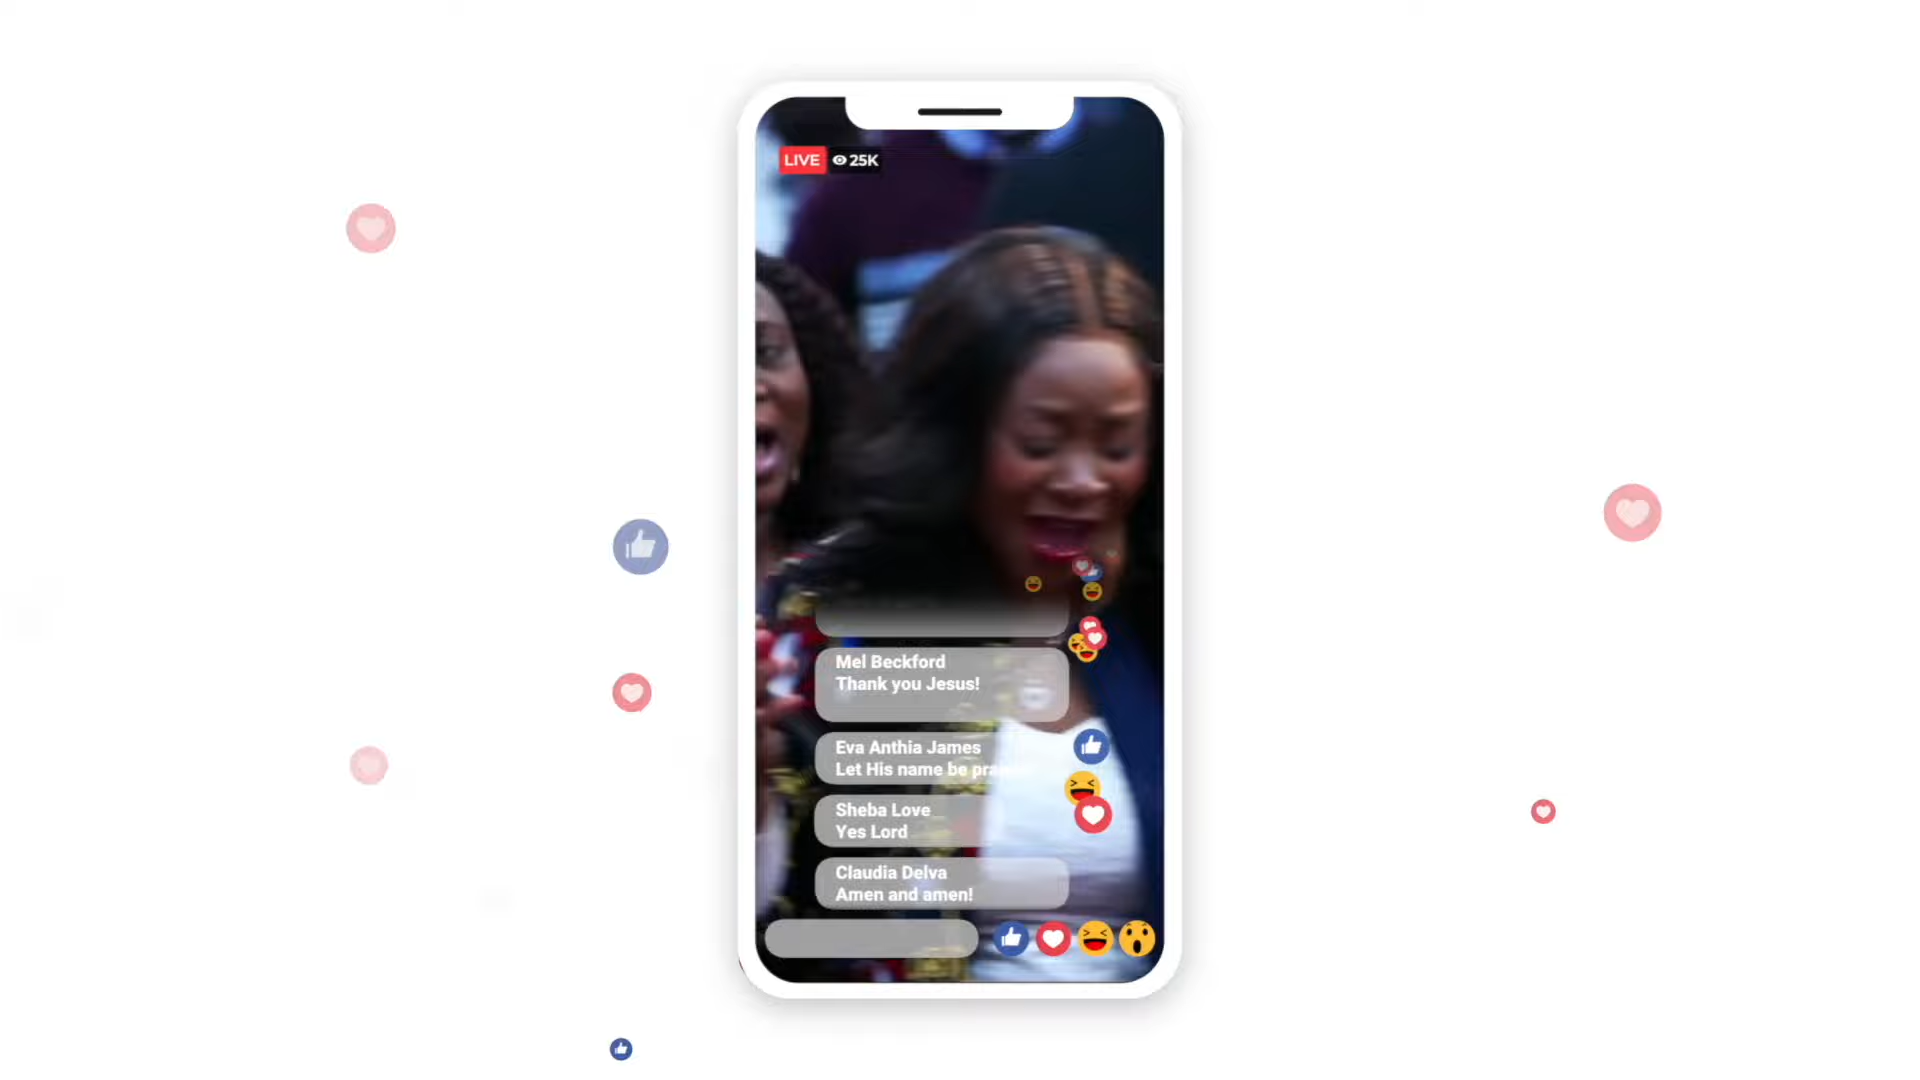 LIVE 25K
Mel Beckford
Thank you Jesus!
Eva Anthia James
Let His name be
Sheba Love
Yes Lord
Claudia Delva
Amen and amen!